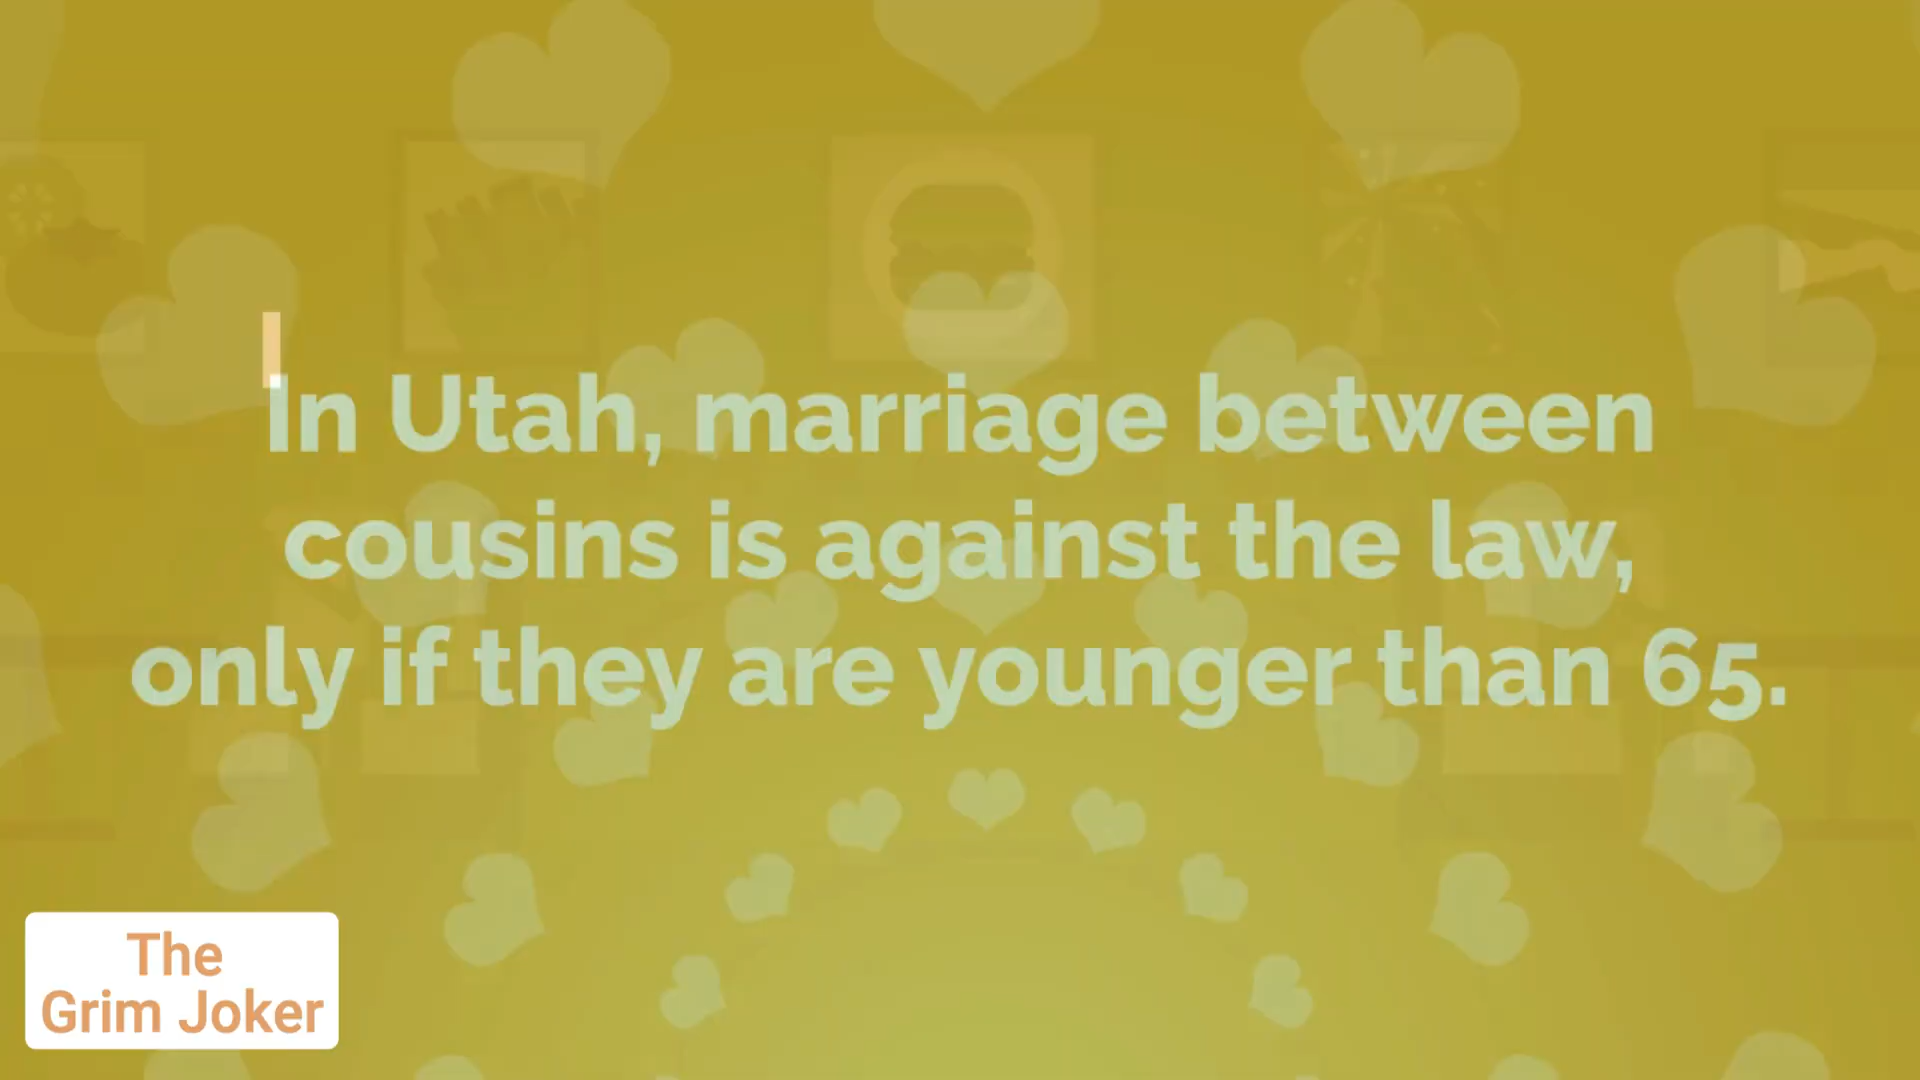 In Utah, marriage between
cousins is against the law,
only if they are younger than 65.
The
Grim Joker